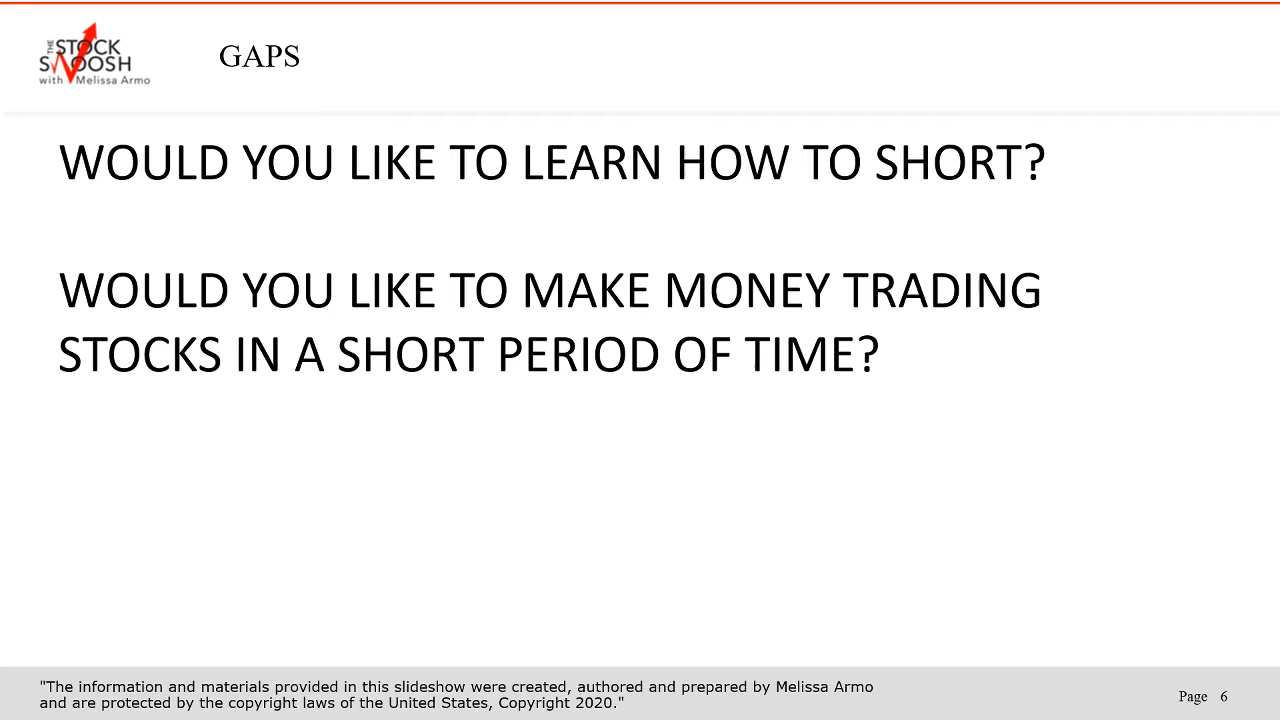 THE STOCK
SWOOSH
with Melissa Armo
GAPS
WOULD YOU LIKE TO LEARN HOW TO SHORT?
WOULD YOU LIKE TO MAKE MONEY TRADING
STOCKS IN A SHORT PERIOD OF TIME?
"The information and materials provided in this slideshow were created, authored and prepared by Melissa Armo
and are protected by the copyright laws of the United States, Copyright 2020."
Page 6